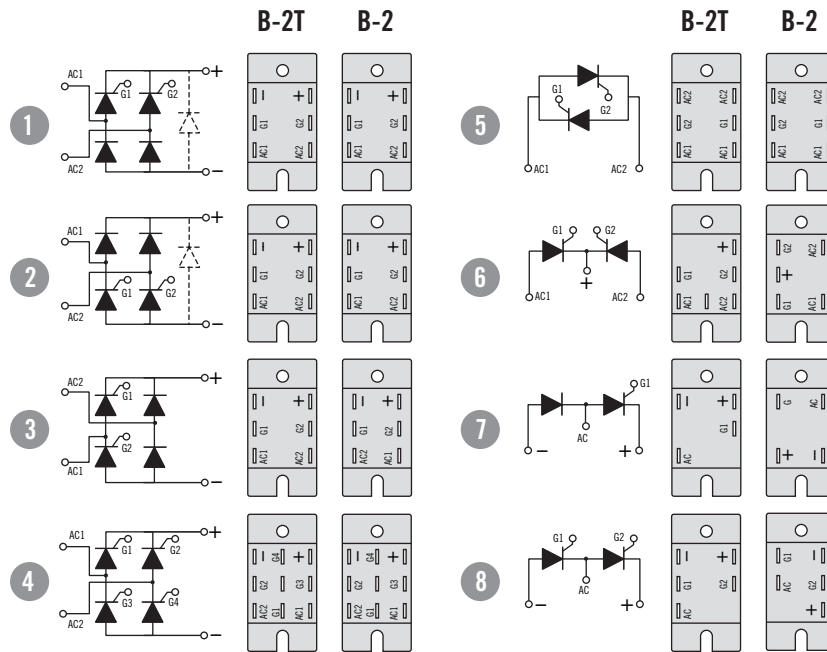 B-2T B-2 B-2T B-2
1
AC1
G1 G2
+
AC2
−
− +
G1 G2
AC1 AC2
− +
G1 G2
AC1 AC2
2
AC1
+
G1 G2
AC2
−
− +
G1 G2
AC1 AC2
− +
G1 G2
AC1 AC2
3
AC2
G1
+
G2
AC1
−
− +
G1 G2
AC1 AC2
− +
G1 G2
AC2 AC1
4
AC1
G1 G2
+
G3 G4
AC2
−
− G4 +
G2 G3
AC2 G1 AC1
− G4 +
G2 G3
AC2 G1 AC1
5
G1
G2
AC1 AC2
AC2 AC2
G2 G1
AC1 AC1
AC2 AC2
G2 G1
AC1 AC1
6
G1 G2
+
AC1 AC2
+
G1 G2
AC1 AC2
G2 AC2
+
G1 AC1
7
G1
AC
− +
− +
G1
AC
G AC
+ −
8
G1 G2
AC
− +
− +
G1 G2
AC
G1 −
AC G2
+